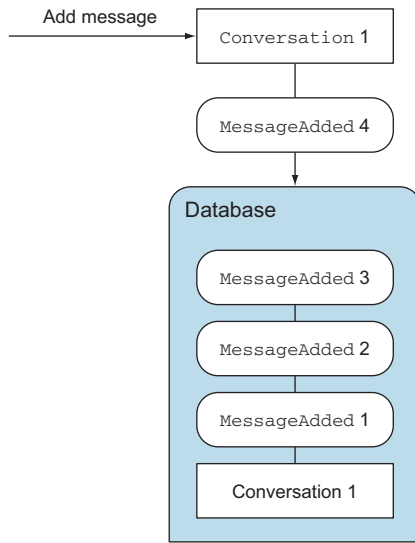 Add message
Conversation 1
MessageAdded 4
Database
MessageAdded 3
MessageAdded 2
MessageAdded 1
Conversation 1